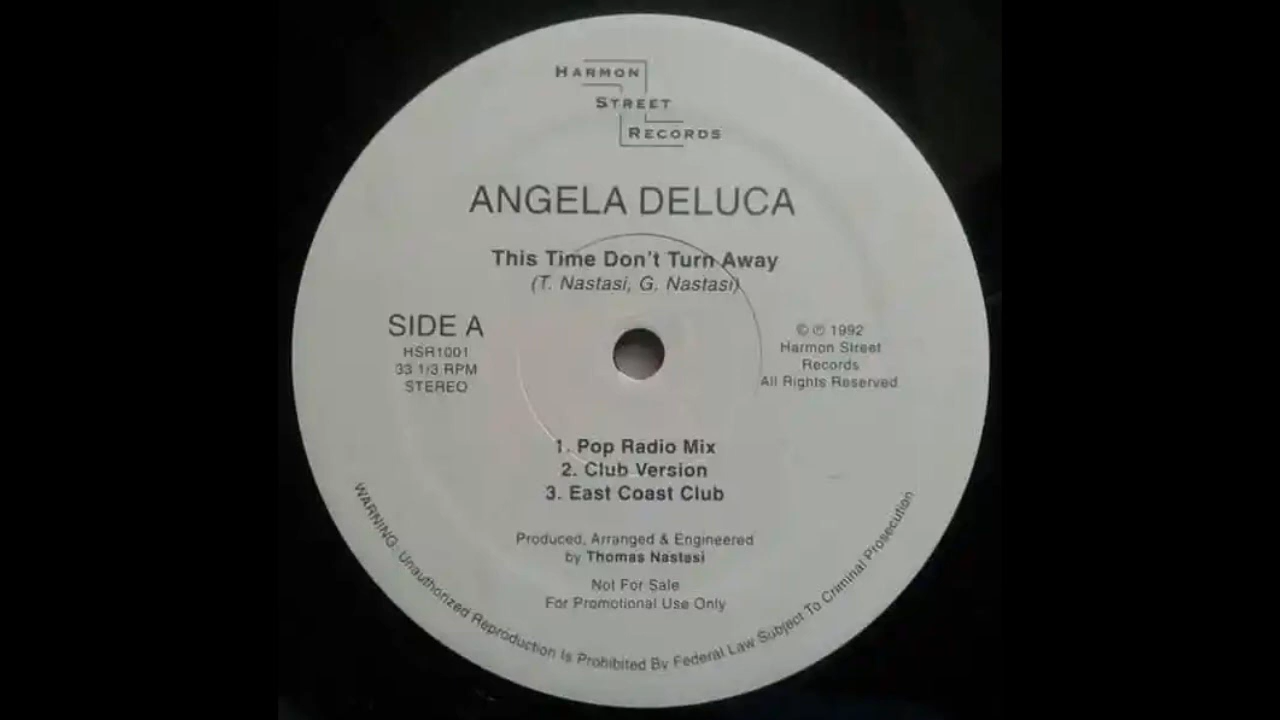 HARMON
STREET
RECORDS
ANGELA DELUCA
This Time Don't Turn Away
(T. Nastasi, G. Nastasi)
SIDE A
HSR1001
33 1/3 RPM
STEREO
© ℗ 1992
Harmon Street
Records
All Rights Reserved
1. Pop Radio Mix
2. Club Version
3. East Coast Club
Produced, Arranged & Engineered
by Thomas Nastasi
Not For Sale
For Promotional Use Only
WARNING: Unauthorized Reproduction Is Prohibited By Federal Law Subject To Criminal Prosecution